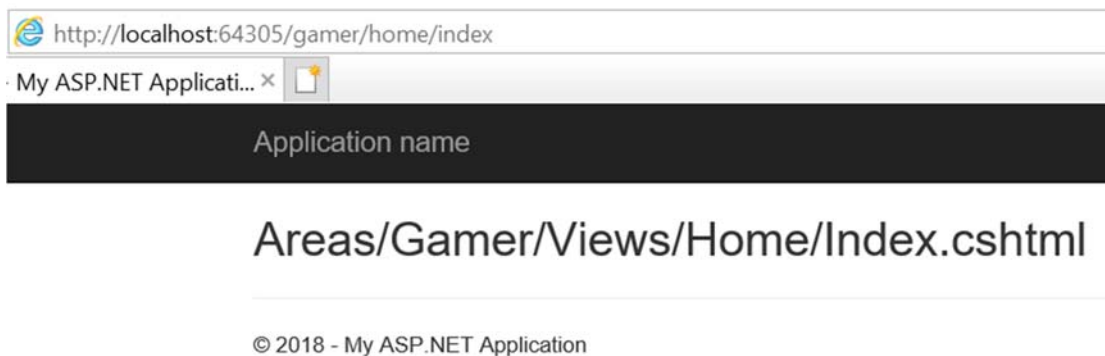 http://localhost:64305/gamer/home/index
My ASP.NET Applicati...
Application name
Areas/Gamer/Views/Home/Index.cshtml
© 2018 - My ASP.NET Application